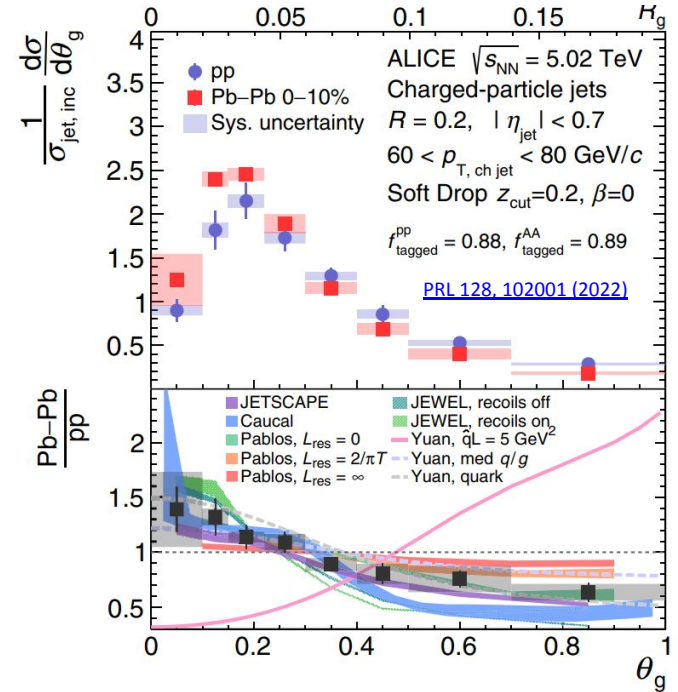 0 0.05 0.1 0.15 R_g
4
3.5
3
2.5
2
1.5
1
0.5
1/σ_jet, inc dσ/dθ_g
pp
Pb−Pb 0−10%
Sys. uncertainty
ALICE √s_NN = 5.02 TeV
Charged-particle jets
R = 0.2, | η_jet | < 0.7
60 < p_T, ch jet < 80 GeV/c
Soft Drop z_cut=0.2, β=0
f^pp_tagged = 0.88, f^AA_tagged = 0.89
PRL 128, 102001 (2022)
Pb−Pb/pp
2
1.5
1
0.5
JETSCAPE
Caucal
Pablos, L_res = 0
Pablos, L_res = 2/πT
Pablos, L_res = ∞
JEWEL, recoils off
JEWEL, recoils on
Yuan, q̂L = 5 GeV²
Yuan, med q/g
Yuan, quark
0 0.2 0.4 0.6 0.8 1
θ_g